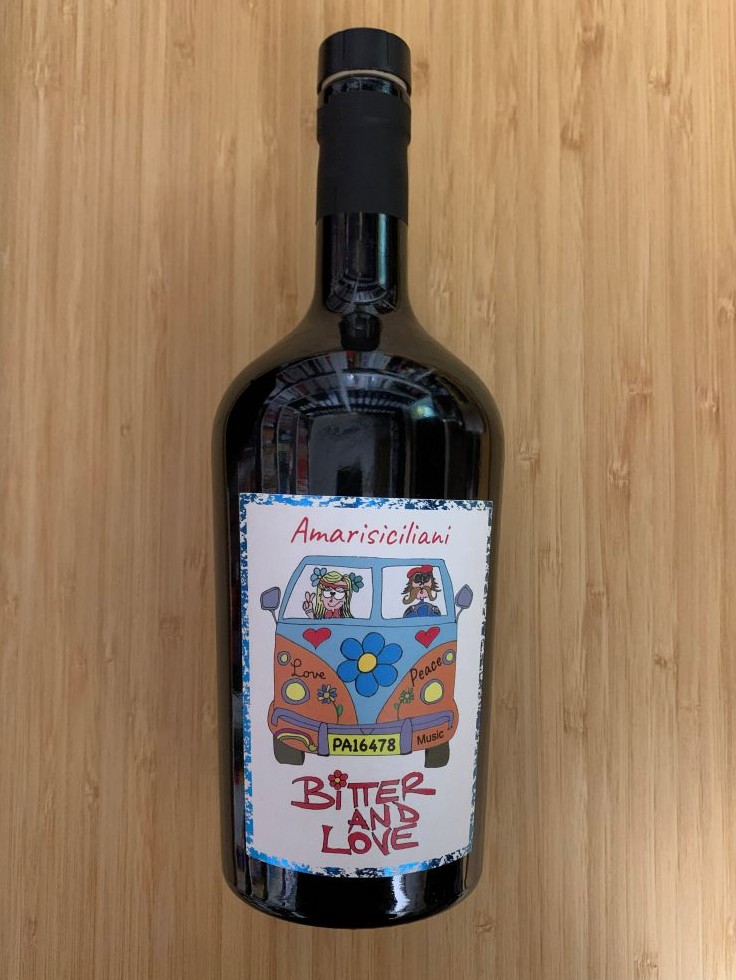 Amarisiciliani
Love
Peace
PA16478
Music
BiTTER
AND
LOVE